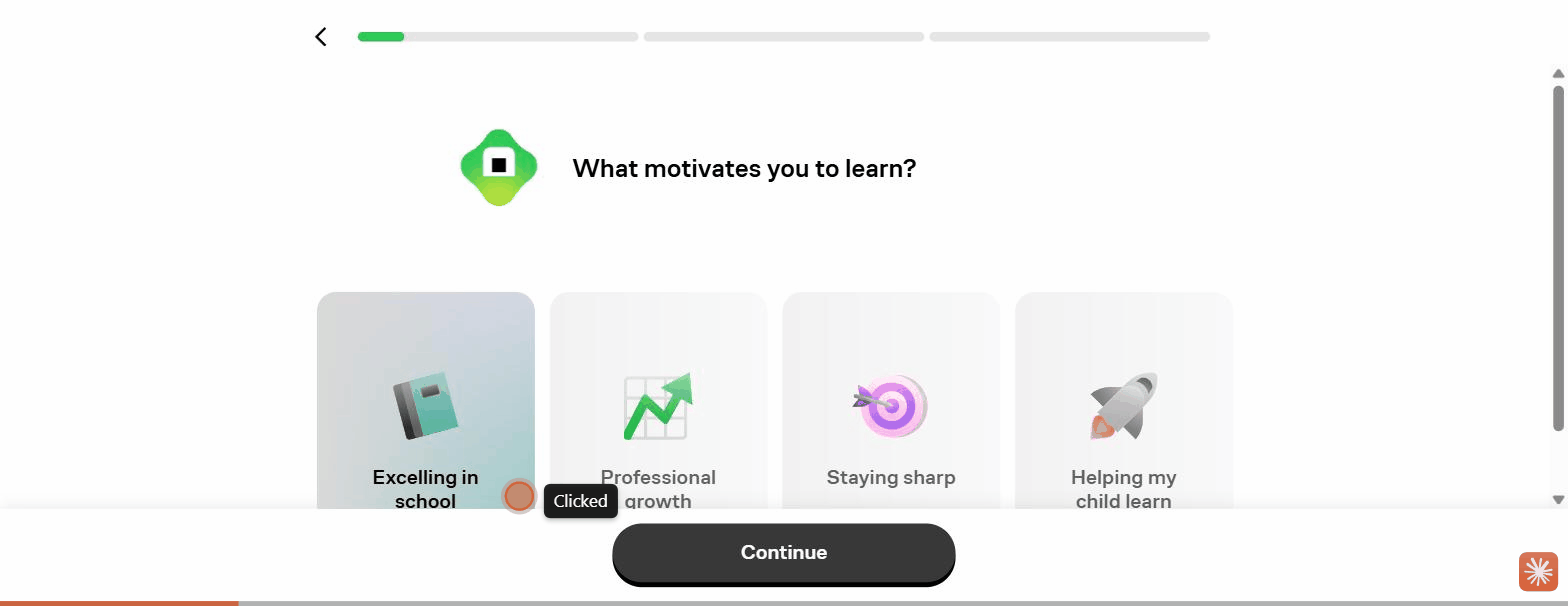 What motivates you to learn?
Excelling in
school
Professional
growth
Staying sharp
Helping my
child learn
Clicked
Continue